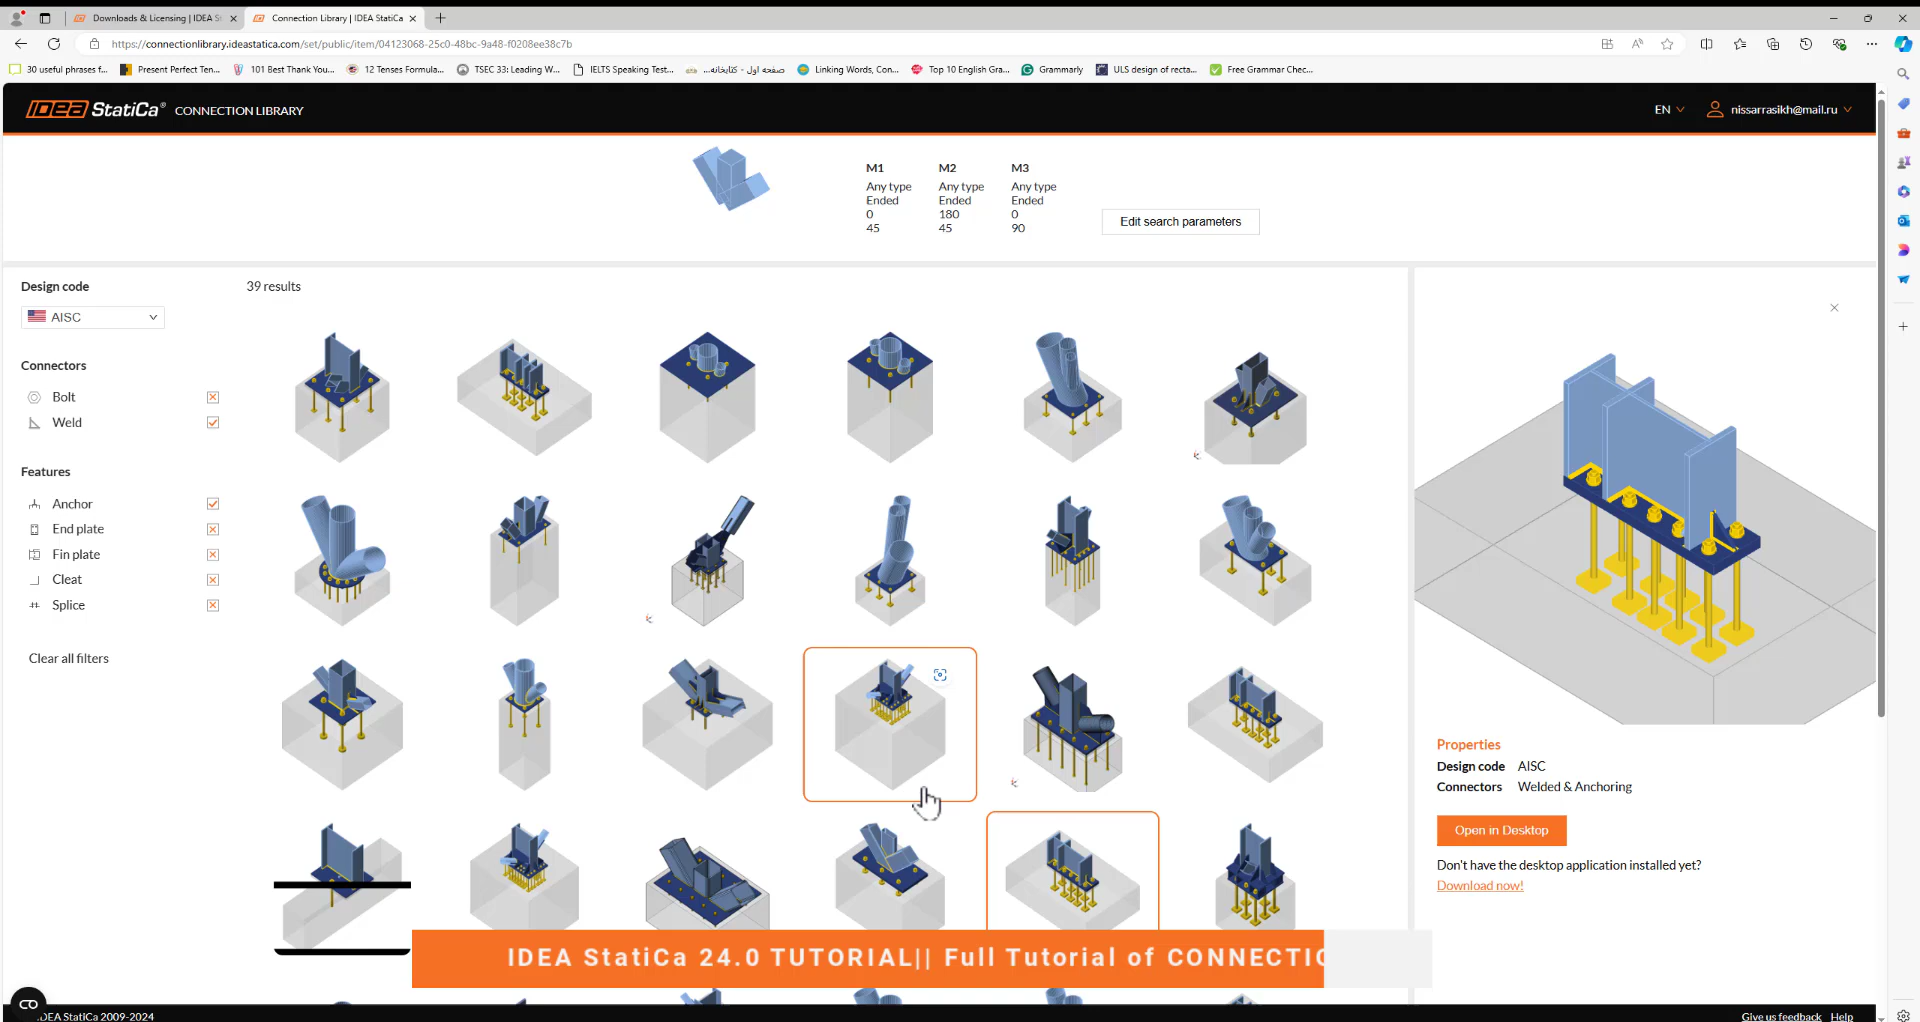 Downloads & Licensing | IDEA St
Connection Library | IDEA StatiCa
https://connectionlibrary.ideastatica.com/set/public/item/04123068-25c0-48bc-9a48-f0208ee38c7b
30 useful phrases f...
Present Perfect Ten...
101 Best Thank You...
12 Tenses Formula...
TSEC 33: Leading W...
IELTS Speaking Test...
صفحه اول - کتابخانه...
Linking Words, Con...
Top 10 English Gra...
Grammarly
ULS design of recta...
Free Grammar Chec...
IDEA StatiCa® CONNECTION LIBRARY
EN
nissarrasikh@mail.ru
M1 M2 M3
Any type Any type Any type
Ended Ended Ended
0 180 0
45 45 90
Edit search parameters
Design code
39 results
AISC
Connectors
Bolt
Weld
Features
Anchor
End plate
Fin plate
Cleat
Splice
Clear all filters
Properties
Design code AISC
Connectors Welded & Anchoring
Open in Desktop
Don't have the desktop application installed yet?
Download now!
IDEA StatiCa 24.0 TUTORIAL|| Full Tutorial of CONNECTIO
IDEA StatiCa 2009-2024
Give us feedback Help